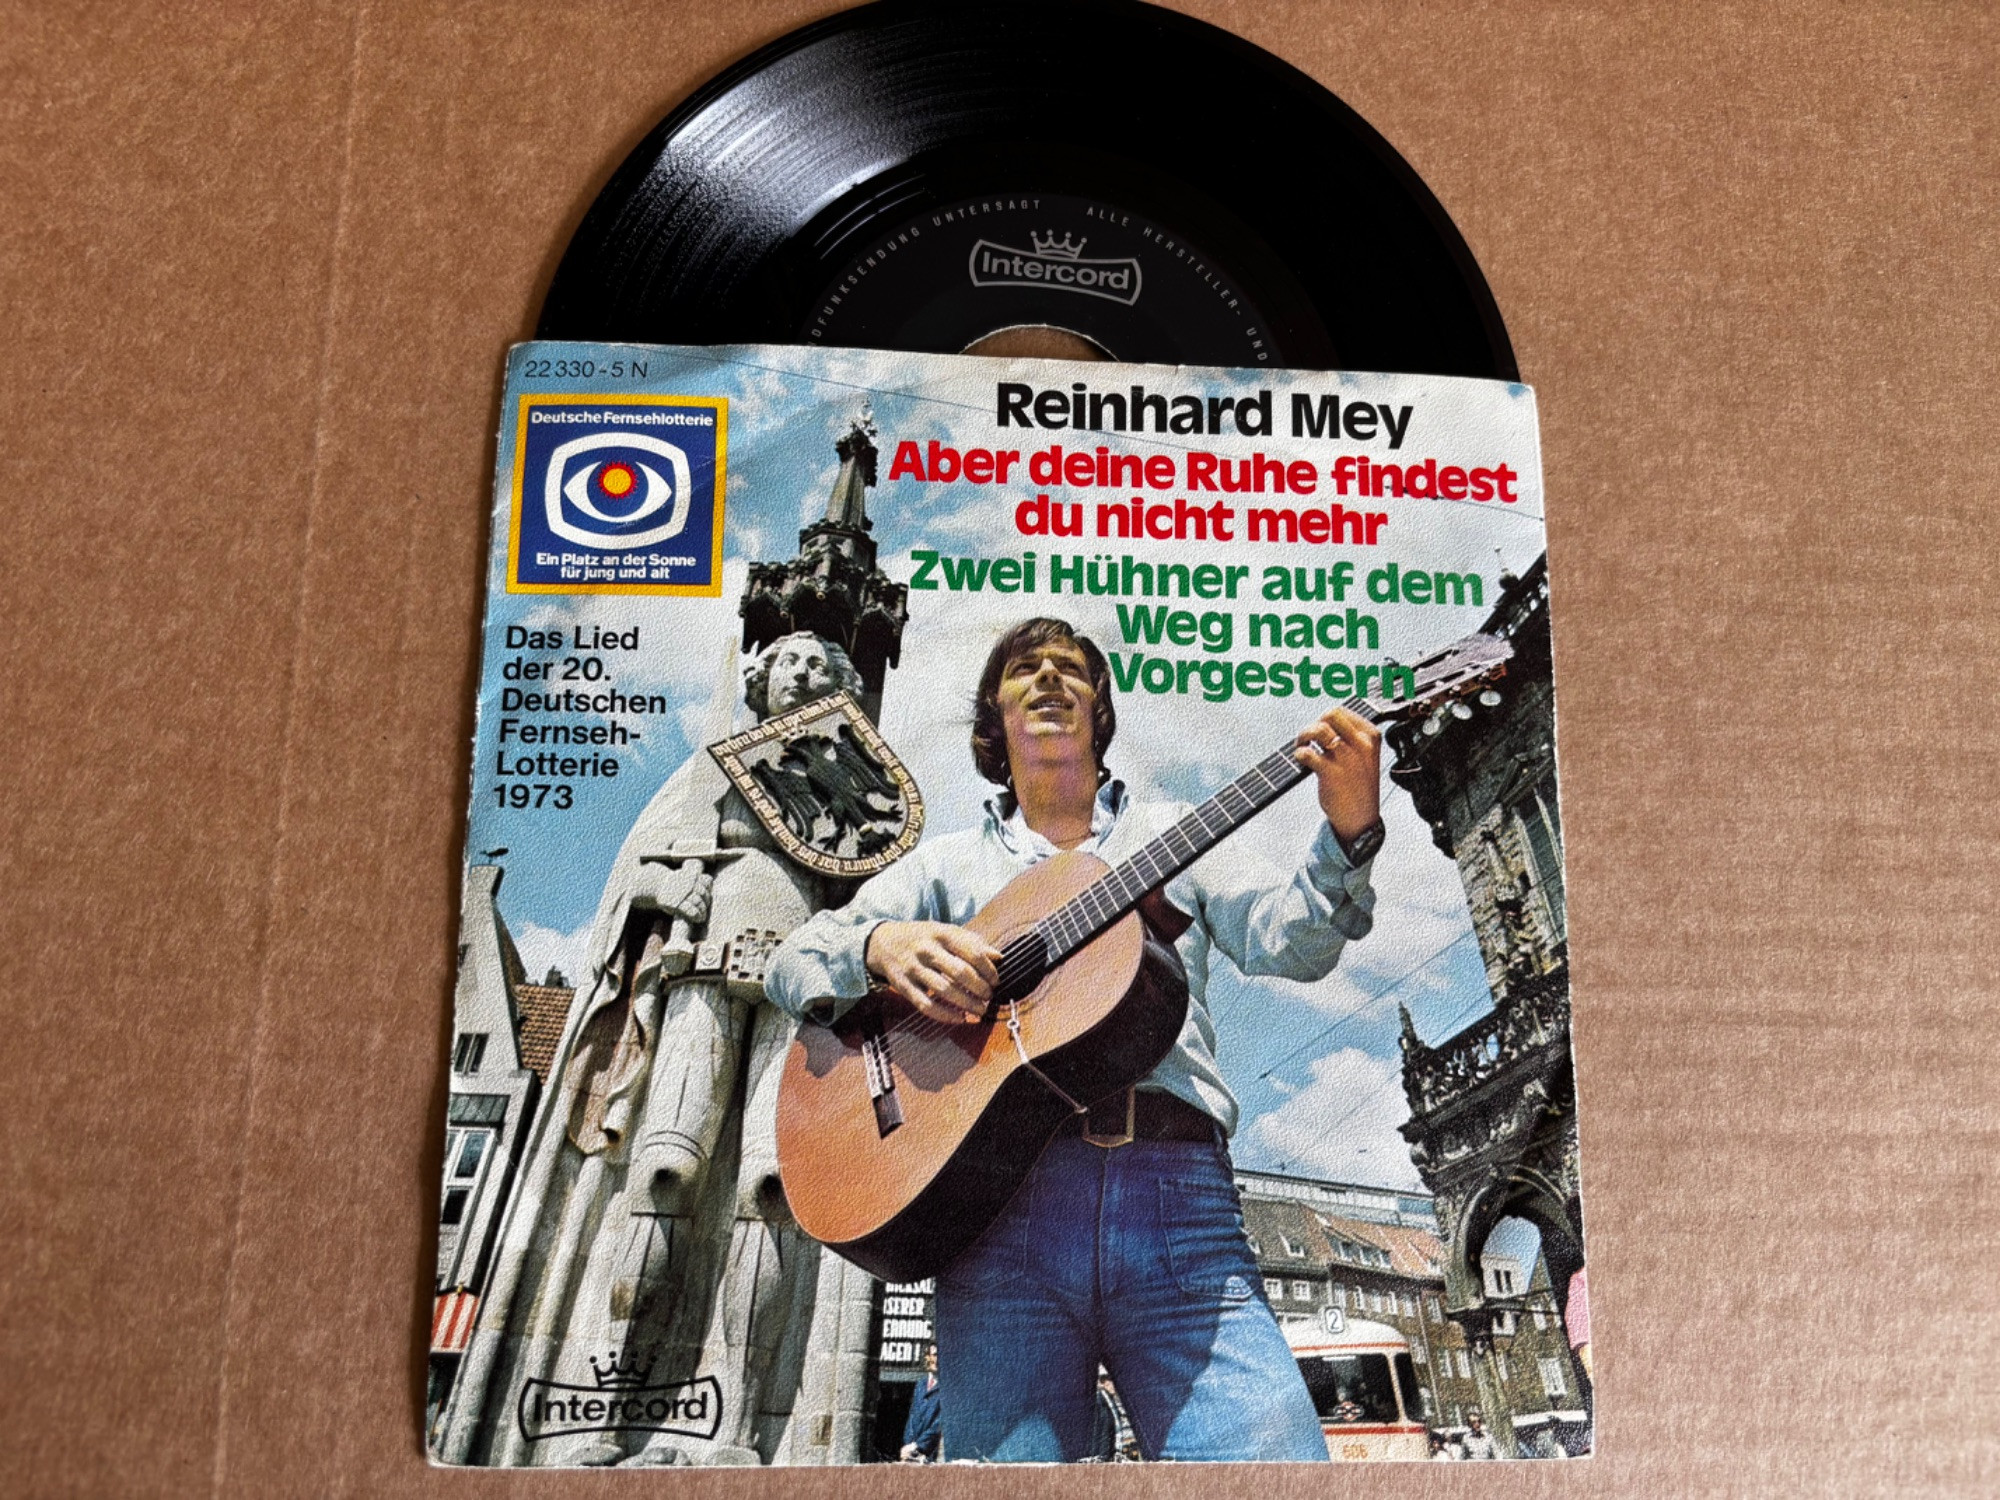 UNTERSAGT ALLE HERSTELLER- UND
Intercord
22 330-5 N
Deutsche Fernsehlotterie
Ein Platz an der Sonne
für jung und alt
Reinhard Mey
Aber deine Ruhe findest
du nicht mehr
Zwei Hühner auf dem
Weg nach
Vorgestern
Das Lied
der 20.
Deutschen
Fernseh-
Lotterie
1973
2
606
Intercord